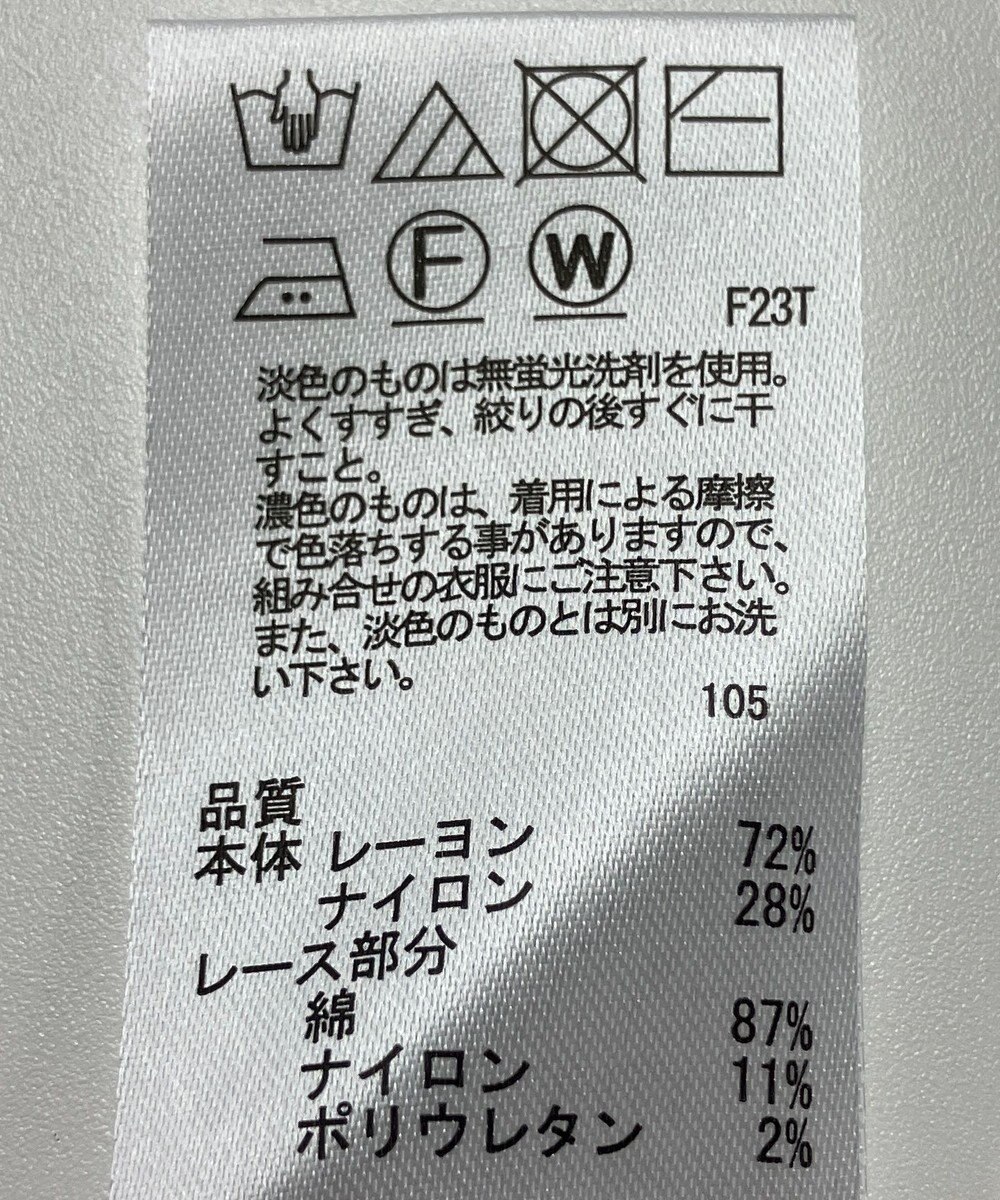 F W F23T
淡色のものは無蛍光洗剤を使用。
よくすすぎ、絞りの後すぐに干
すこと。
濃色のものは、着用による摩擦
で色落ちする事がありますので、
組み合せの衣服にご注意下さい。
また、淡色のものとは別にお洗
い下さい。
105
品質
本体 レーヨン 72%
ナイロン 28%
レース部分
綿 87%
ナイロン 11%
ポリウレタン 2%